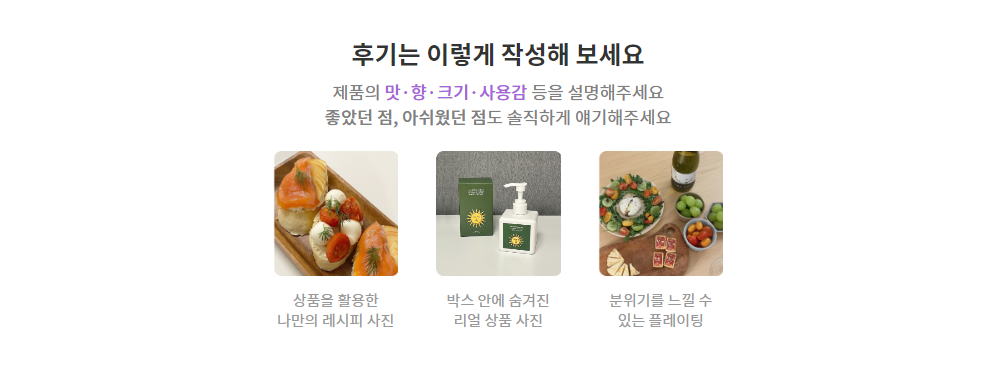 후기는 이렇게 작성해 보세요
제품의 맛·향·크기·사용감 등을 설명해주세요
좋았던 점, 아쉬웠던 점도 솔직하게 얘기해주세요
상품을 활용한
나만의 레시피 사진
박스 안에 숨겨진
리얼 상품 사진
분위기를 느낄 수
있는 플레이팅